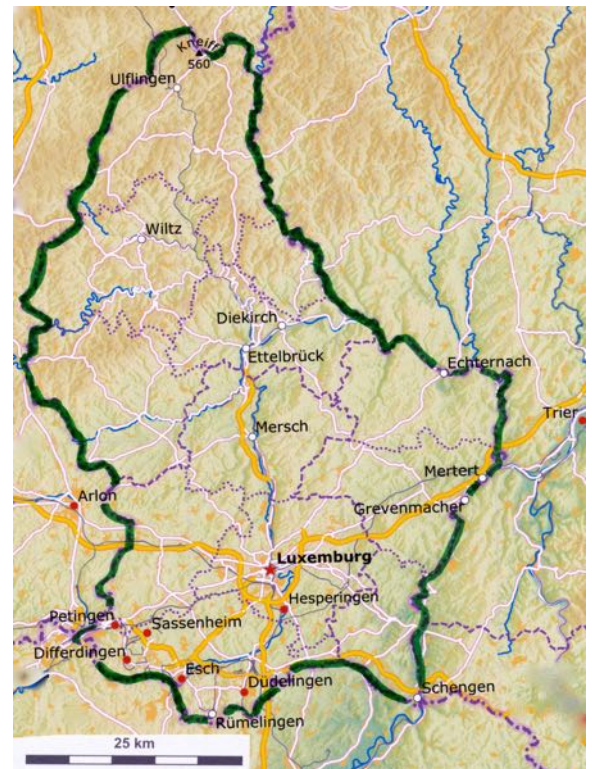 Kneiff
560
Ulflingen
Wiltz
Diekirch
Ettelbrück
Echternach
Trier
Mersch
Mertert
Arlon
Grevenmacher
Luxemburg
Hesperingen
Petingen
Sassenheim
Differdingen
Esch
Düdelingen
Schengen
Rümelingen
25 km